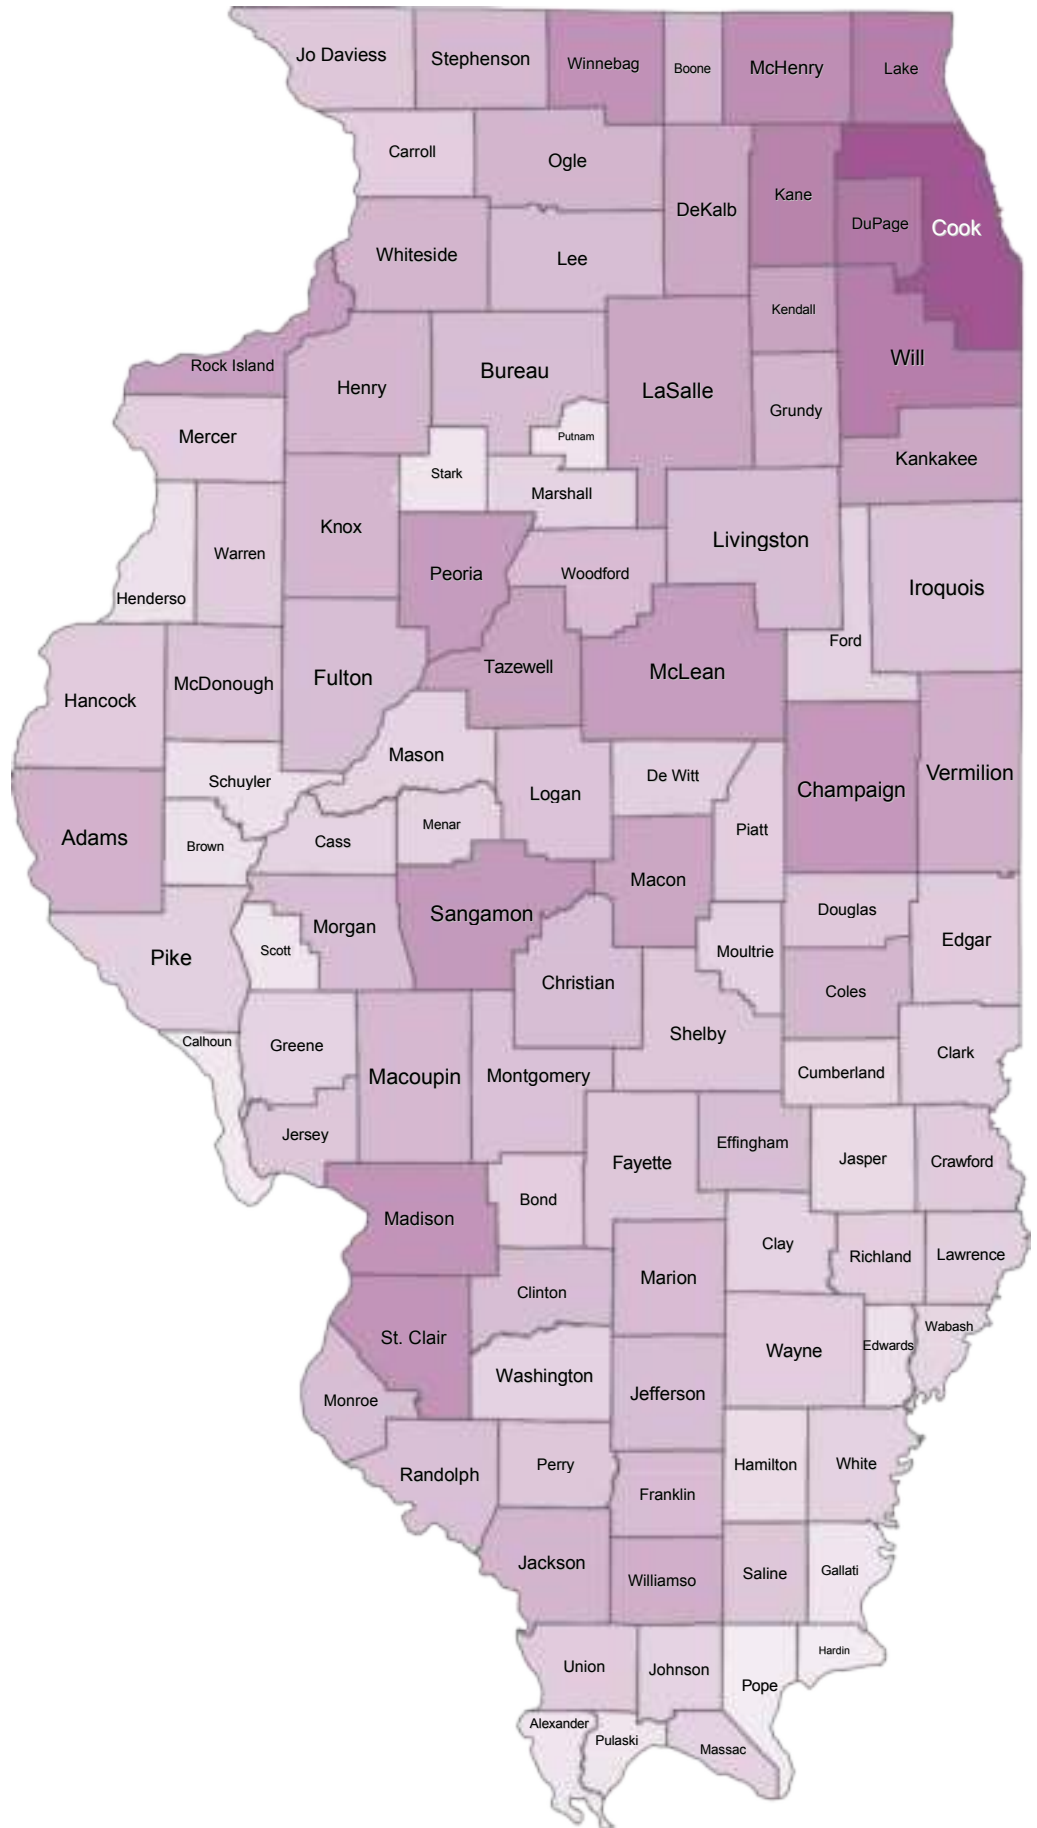 Jo Daviess
Stephenson
Winnebag
Boone
McHenry
Lake
Carroll
Ogle
DeKalb
Kane
DuPage
Cook
Whiteside
Lee
Kendall
Rock Island
Henry
Bureau
LaSalle
Will
Grundy
Mercer
Putnam
Kankakee
Stark
Marshall
Knox
Warren
Livingston
Peoria
Woodford
Iroquois
Henderso
Ford
Hancock
McDonough
Fulton
Tazewell
McLean
Mason
Schuyler
De Witt
Vermilion
Logan
Champaign
Adams
Brown
Cass
Menar
Piatt
Macon
Pike
Scott
Morgan
Sangamon
Douglas
Edgar
Moultrie
Christian
Coles
Calhoun
Greene
Shelby
Clark
Macoupin
Montgomery
Cumberland
Jersey
Effingham
Fayette
Jasper
Crawford
Bond
Madison
Clay
Richland
Lawrence
Marion
Clinton
St. Clair
Wabash
Edwards
Wayne
Washington
Jefferson
Monroe
Randolph
Perry
Hamilton
White
Franklin
Jackson
Williamso
Saline
Gallati
Union
Johnson
Hardin
Pope
Alexander
Pulaski
Massac